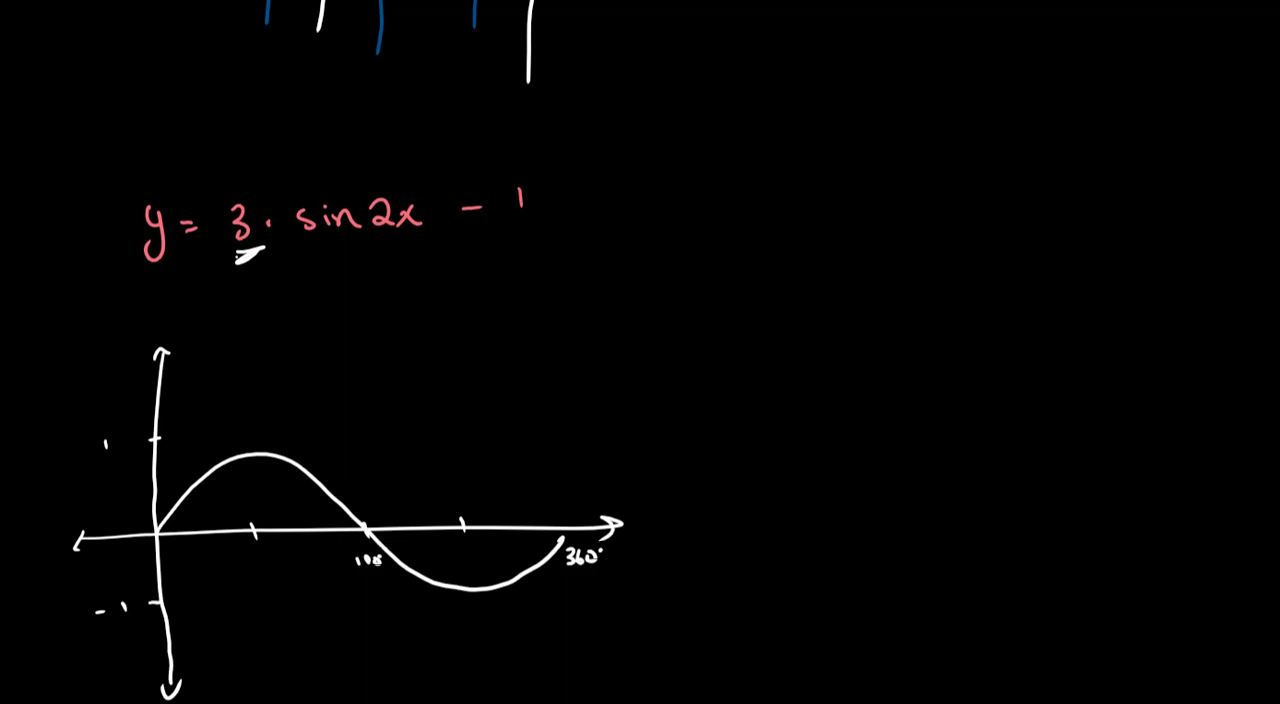 y = 3 · sin 2x - 1
1
180
360°
- 1